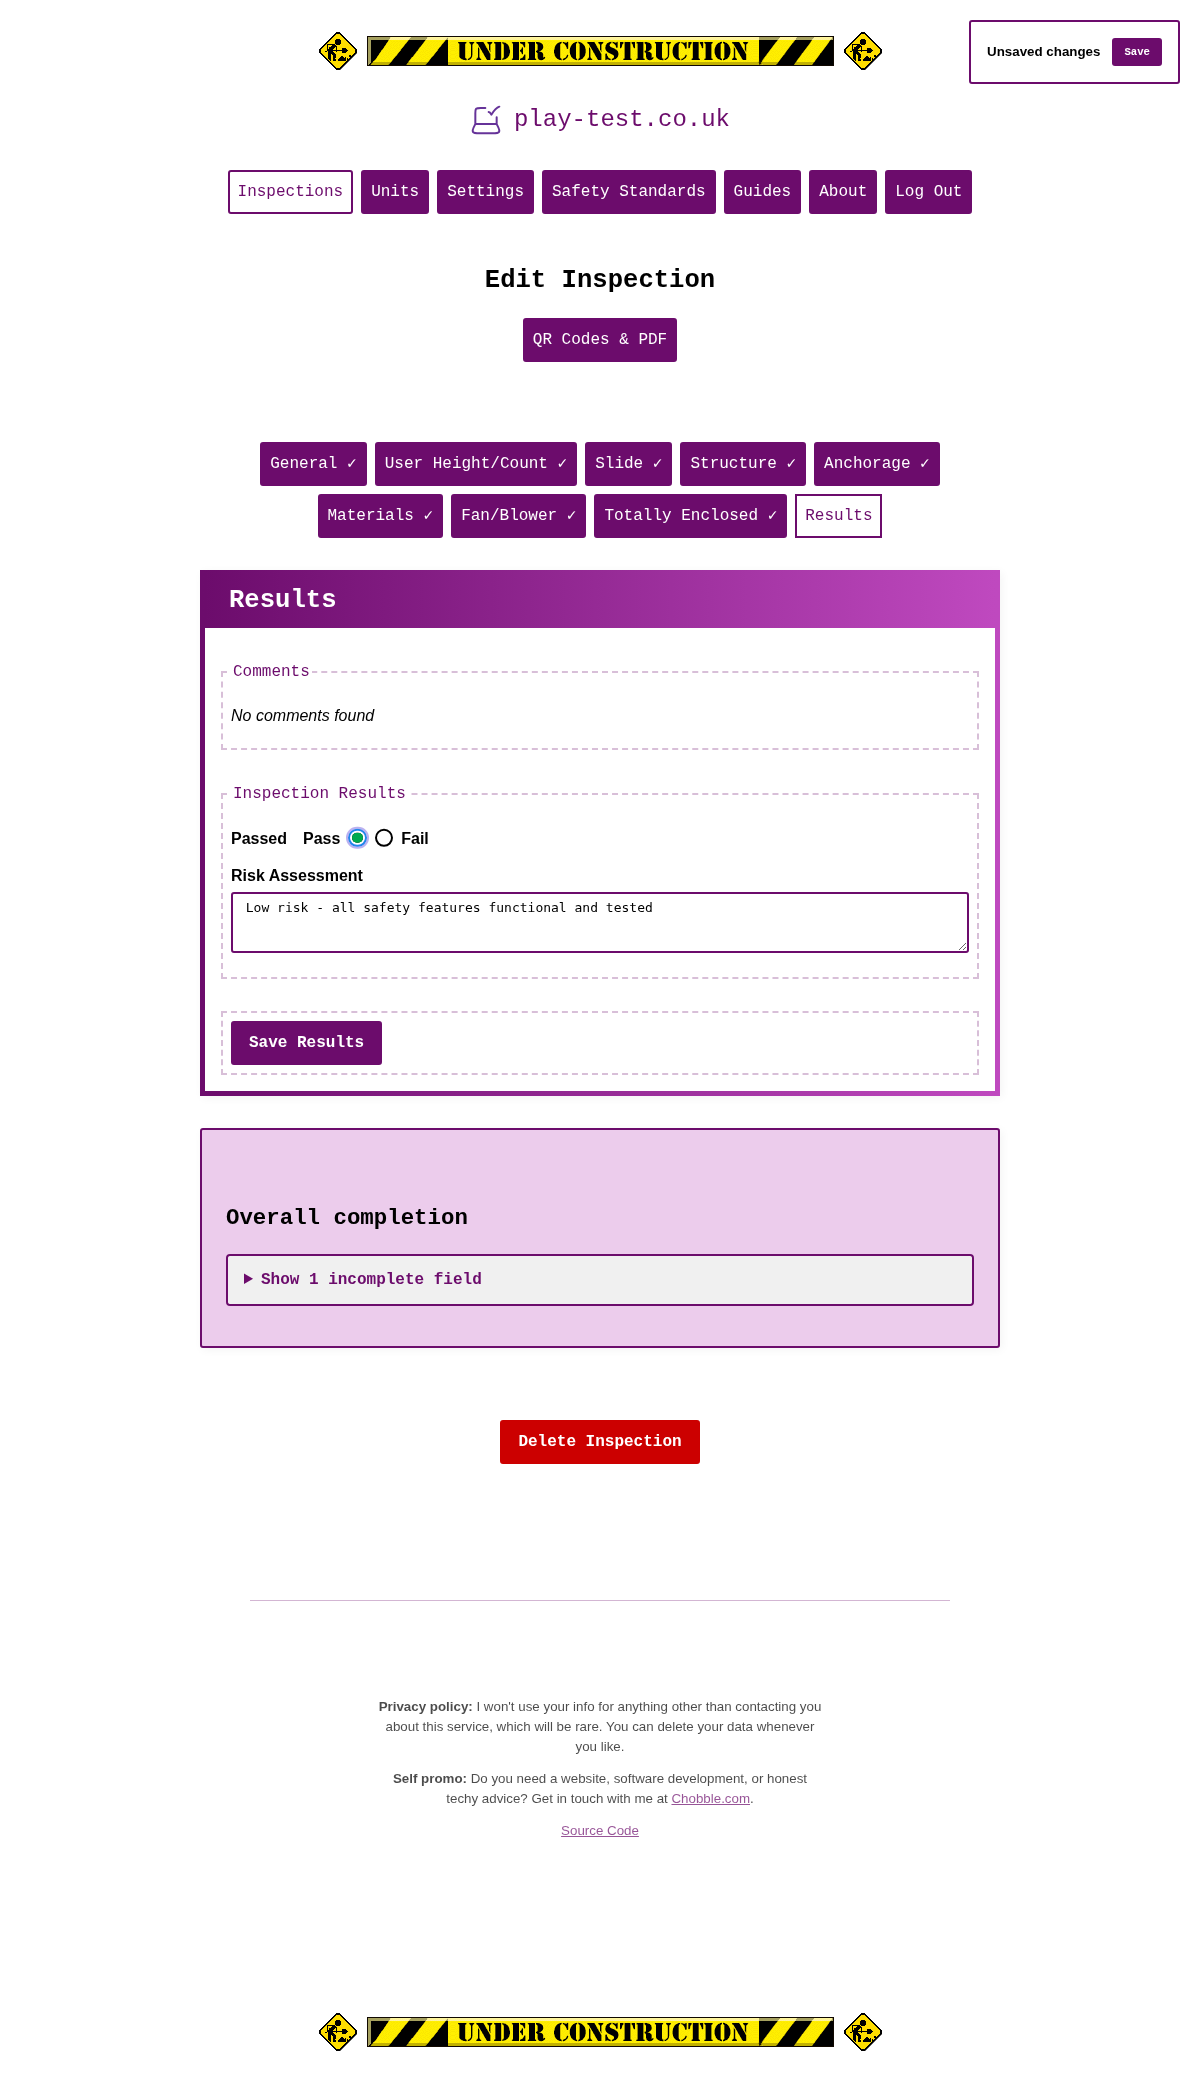 UNDER CONSTRUCTION
Unsaved changes Save
play-test.co.uk
Inspections Units Settings Safety Standards Guides About Log Out
Edit Inspection
QR Codes & PDF
General ✓ User Height/Count ✓ Slide ✓ Structure ✓ Anchorage ✓
Materials ✓ Fan/Blower ✓ Totally Enclosed ✓ Results
Results
Comments
No comments found
Inspection Results
Passed Pass Fail
Risk Assessment
Low risk - all safety features functional and tested
Save Results
Overall completion
Show 1 incomplete field
Delete Inspection
Privacy policy: I won't use your info for anything other than contacting you
about this service, which will be rare. You can delete your data whenever
you like.
Self promo: Do you need a website, software development, or honest
techy advice? Get in touch with me at Chobble.com.
Source Code
UNDER CONSTRUCTION